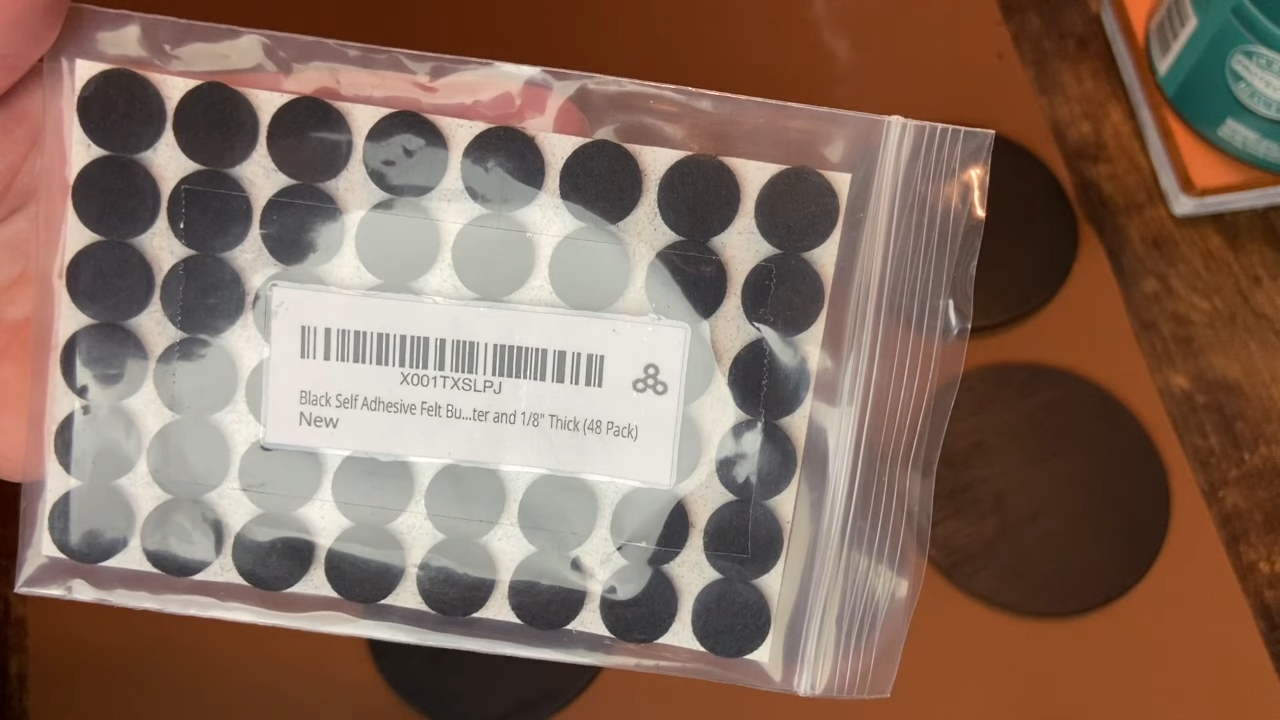 X001TXSLPJ
Black Self Adhesive Felt Bu...ter and 1/8" Thick (48 Pack)
New